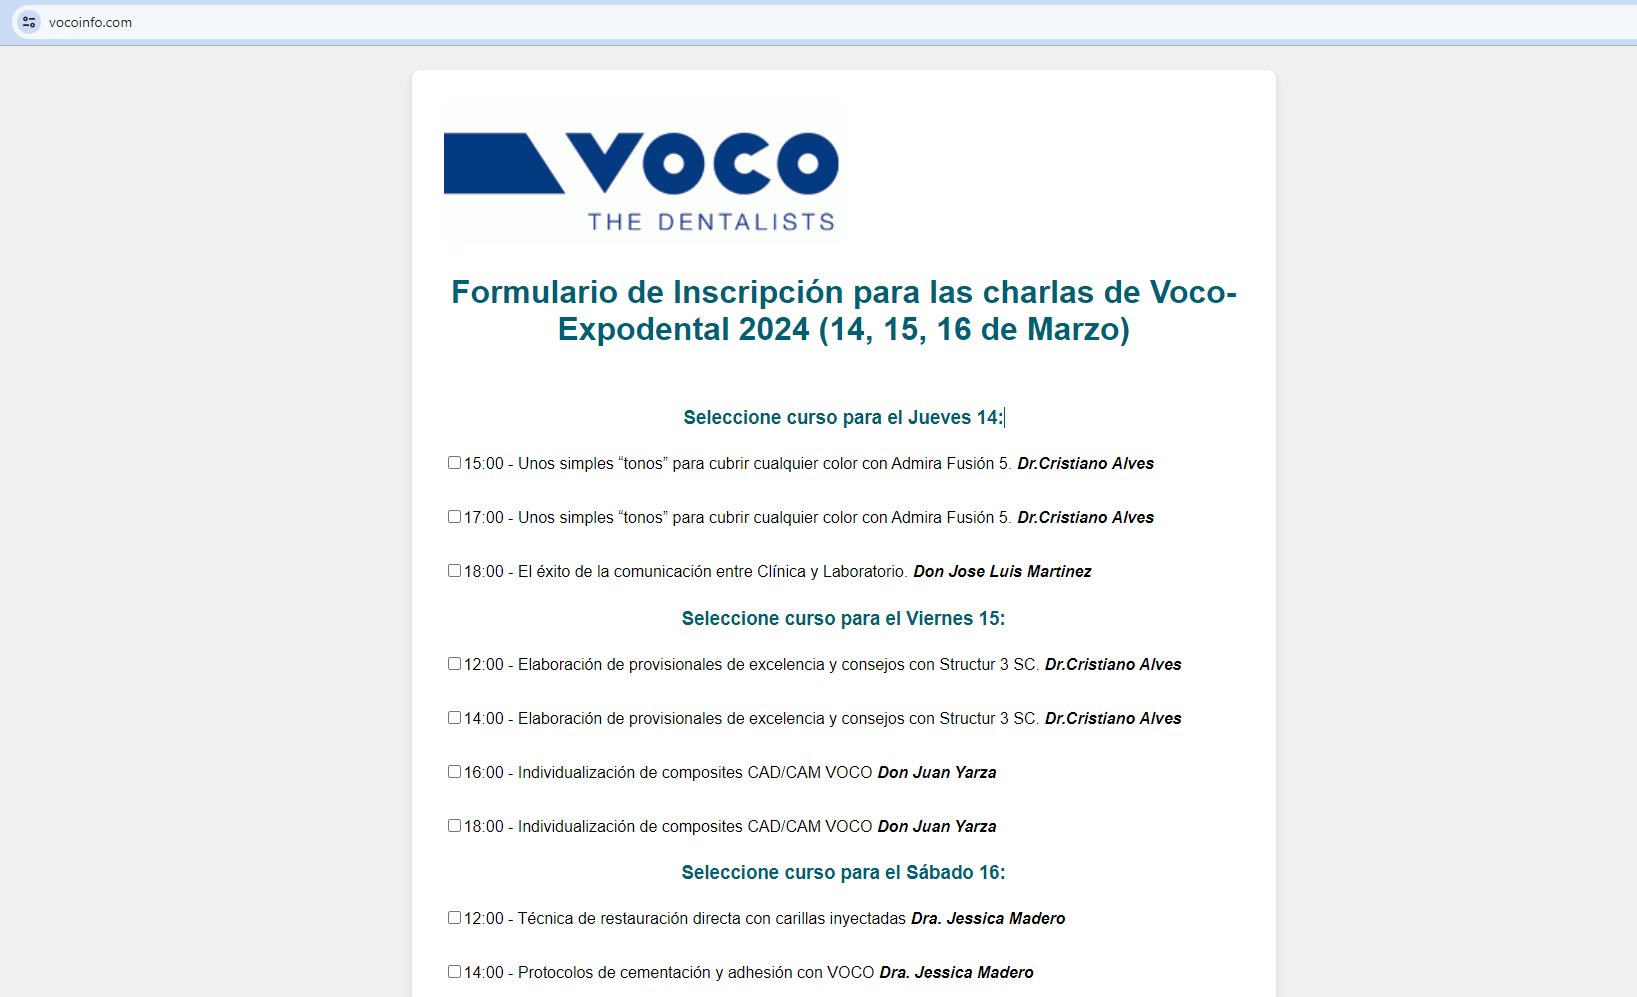 vocoinfo.com
VOCO
THE DENTALISTS
Formulario de Inscripción para las charlas de Voco-
Expodental 2024 (14, 15, 16 de Marzo)
Seleccione curso para el Jueves 14:
15:00 - Unos simples “tonos” para cubrir cualquier color con Admira Fusión 5. Dr.Cristiano Alves
17:00 - Unos simples “tonos” para cubrir cualquier color con Admira Fusión 5. Dr.Cristiano Alves
18:00 - El éxito de la comunicación entre Clínica y Laboratorio. Don Jose Luis Martinez
Seleccione curso para el Viernes 15:
12:00 - Elaboración de provisionales de excelencia y consejos con Structur 3 SC. Dr.Cristiano Alves
14:00 - Elaboración de provisionales de excelencia y consejos con Structur 3 SC. Dr.Cristiano Alves
16:00 - Individualización de composites CAD/CAM VOCO Don Juan Yarza
18:00 - Individualización de composites CAD/CAM VOCO Don Juan Yarza
Seleccione curso para el Sábado 16:
12:00 - Técnica de restauración directa con carillas inyectadas Dra. Jessica Madero
14:00 - Protocolos de cementación y adhesión con VOCO Dra. Jessica Madero